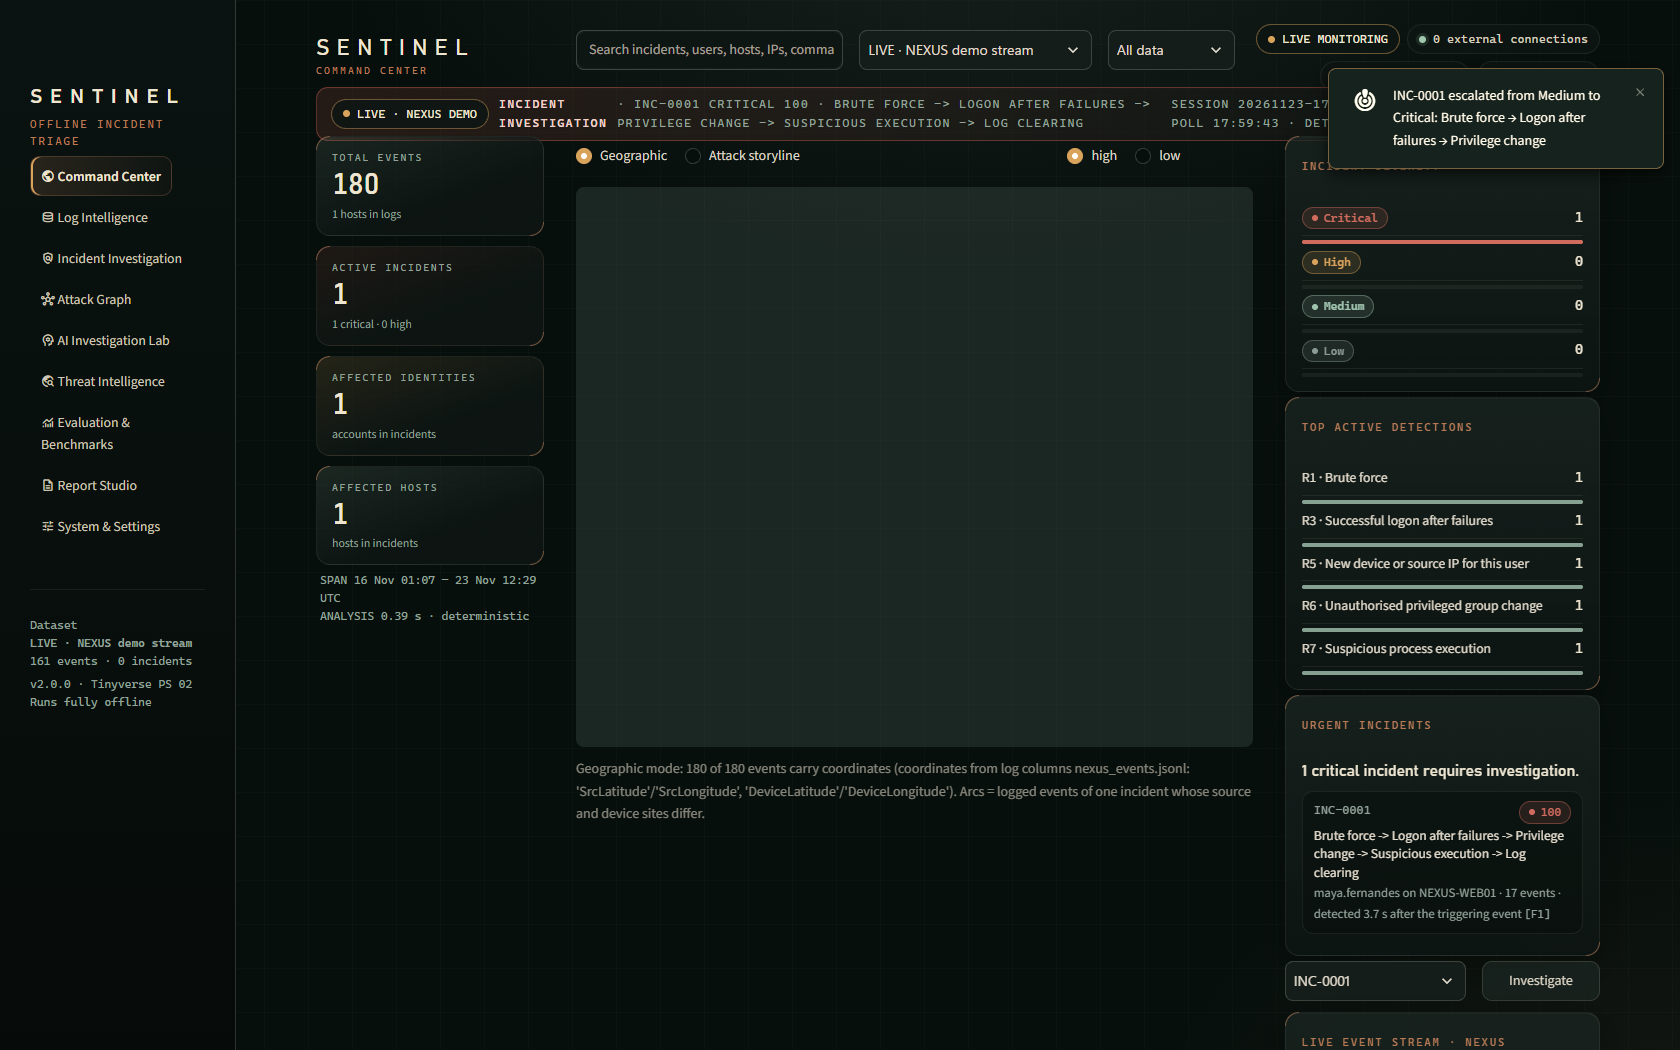 SENTINEL
OFFLINE INCIDENT
TRIAGE
Command Center
Log Intelligence
Incident Investigation
Attack Graph
AI Investigation Lab
Threat Intelligence
Evaluation &
Benchmarks
Report Studio
System & Settings
Dataset
LIVE · NEXUS demo stream
161 events · 0 incidents
v2.0.0 · Tinyverse PS 02
Runs fully offline
SENTINEL
COMMAND CENTER
Search incidents, users, hosts, IPs, comma
LIVE · NEXUS demo stream
All data
LIVE MONITORING
0 external connections
LIVE · NEXUS DEMO
INCIDENT
INVESTIGATION
· INC-0001 CRITICAL 100 · BRUTE FORCE -> LOGON AFTER FAILURES ->
PRIVILEGE CHANGE -> SUSPICIOUS EXECUTION -> LOG CLEARING
SESSION 20261123-17
POLL 17:59:43 · DET
INC-0001 escalated from Medium to
Critical: Brute force → Logon after
failures → Privilege change
TOTAL EVENTS
180
1 hosts in logs
ACTIVE INCIDENTS
1
1 critical · 0 high
AFFECTED IDENTITIES
1
accounts in incidents
AFFECTED HOSTS
1
hosts in incidents
SPAN 16 Nov 01:07 — 23 Nov 12:29
UTC
ANALYSIS 0.39 s · deterministic
Geographic
Attack storyline
high
low
Geographic mode: 180 of 180 events carry coordinates (coordinates from log columns nexus_events.jsonl:
'SrcLatitude'/'SrcLongitude', 'DeviceLatitude'/'DeviceLongitude'). Arcs = logged events of one incident whose source
and device sites differ.
Critical 1
High 0
Medium 0
Low 0
TOP ACTIVE DETECTIONS
R1 · Brute force 1
R3 · Successful logon after failures 1
R5 · New device or source IP for this user 1
R6 · Unauthorised privileged group change 1
R7 · Suspicious process execution 1
URGENT INCIDENTS
1 critical incident requires investigation.
INC-0001
100
Brute force -> Logon after failures -> Privilege
change -> Suspicious execution -> Log
clearing
maya.fernandes on NEXUS-WEB01 · 17 events ·
detected 3.7 s after the triggering event [F1]
INC-0001
Investigate
LIVE EVENT STREAM · NEXUS